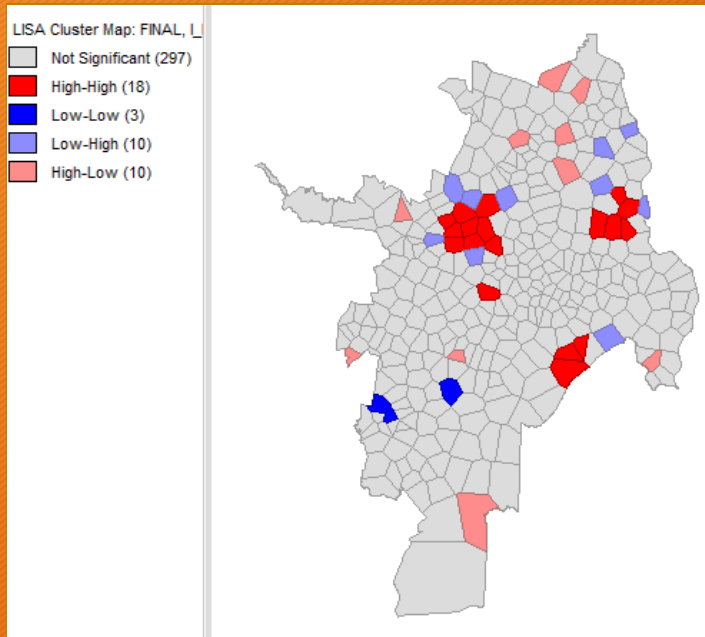 LISA Cluster Map: FINAL, I_
Not Significant (297)
High-High (18)
Low-Low (3)
Low-High (10)
High-Low (10)